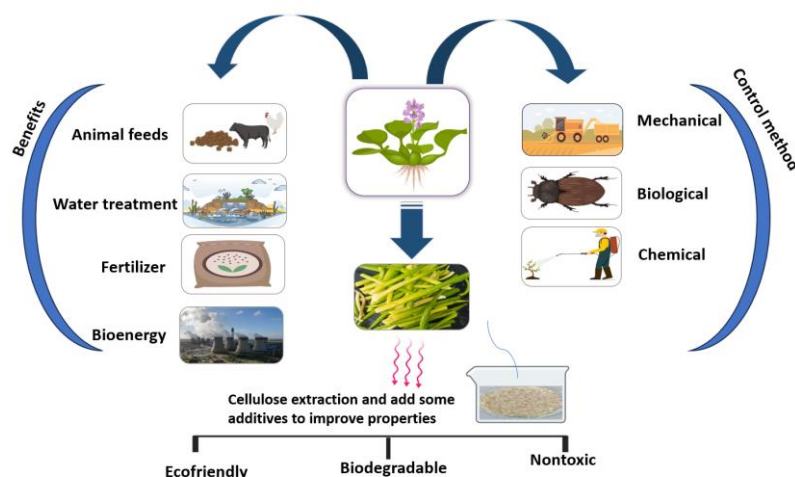 Benefits
Animal feeds
Water treatment
Fertilizer
Bioenergy
Control method
Mechanical
Biological
Chemical
Cellulose extraction and add some
additives to improve properties
Ecofriendly
Biodegradable
Nontoxic